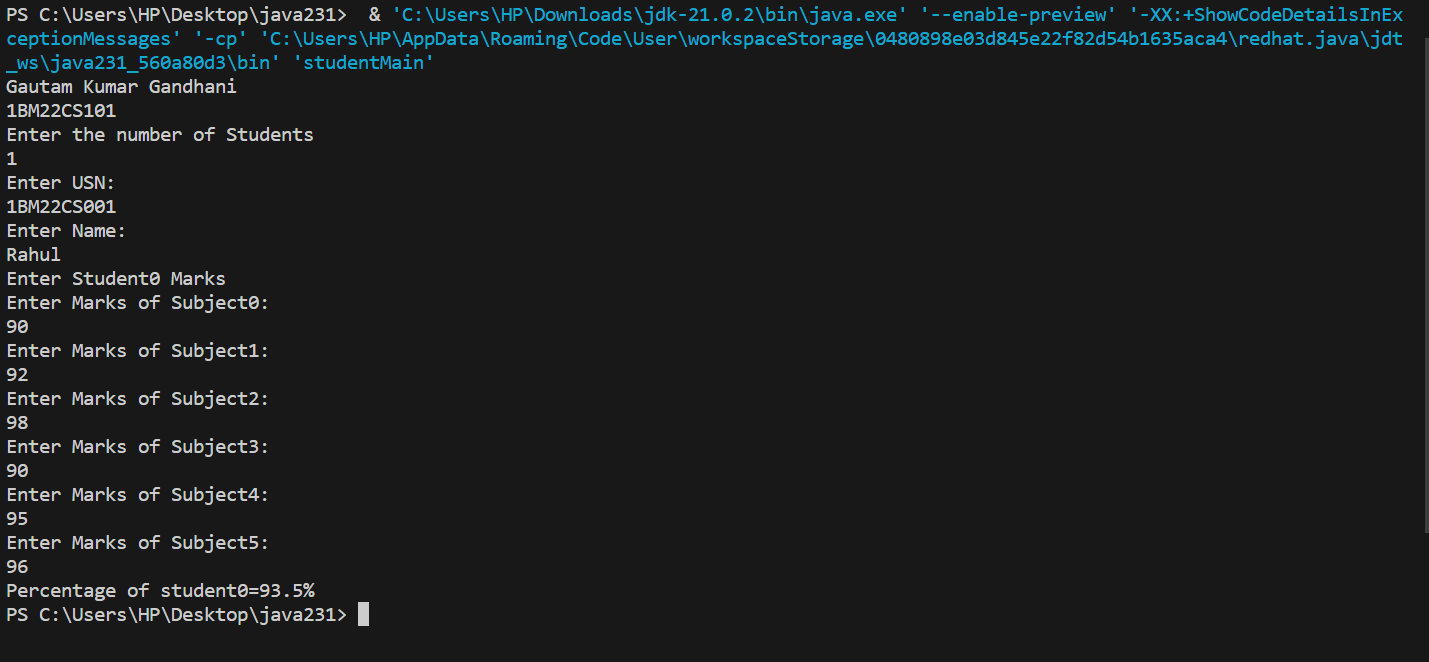 PS C:\Users\HP\Desktop\java231>  & 'C:\Users\HP\Downloads\jdk-21.0.2\bin\java.exe' '--enable-preview' '-XX:+ShowCodeDetailsInEx
ceptionMessages' '-cp' 'C:\Users\HP\AppData\Roaming\Code\User\workspaceStorage\0480898e03d845e22f82d54b1635aca4\redhat.java\jdt
_ws\java231_560a80d3\bin' 'studentMain'
Gautam Kumar Gandhani
1BM22CS101
Enter the number of Students
1
Enter USN:
1BM22CS001
Enter Name:
Rahul
Enter Student0 Marks
Enter Marks of Subject0:
90
Enter Marks of Subject1:
92
Enter Marks of Subject2:
98
Enter Marks of Subject3:
90
Enter Marks of Subject4:
95
Enter Marks of Subject5:
96
Percentage of student0=93.5%
PS C:\Users\HP\Desktop\java231>